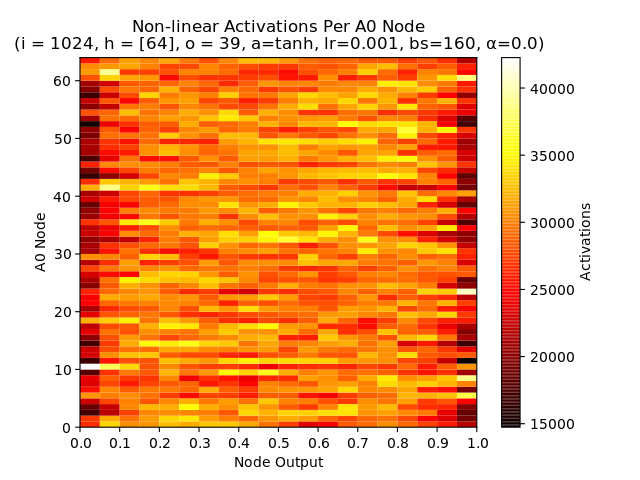 Non-linear Activations Per A0 Node
(i = 1024, h = [64], o = 39, a=tanh, lr=0.001, bs=160, α=0.0)
A0 Node
60
50
40
30
20
10
0
0.0 0.1 0.2 0.3 0.4 0.5 0.6 0.7 0.8 0.9 1.0
Node Output
40000
35000
30000
25000
20000
15000
Activations